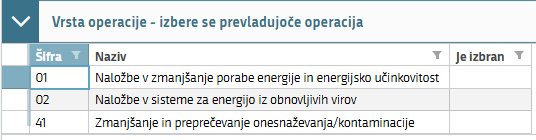 Vrsta operacije - izbere se prevladujoče operacija
Šifra Naziv Je izbran
01 Naložbe v zmanjšanje porabe energije in energijsko učinkovitost
02 Naložbe v sisteme za energijo iz obnovljivih virov
41 Zmanjšanje in preprečevanje onesnaževanja/kontaminacije